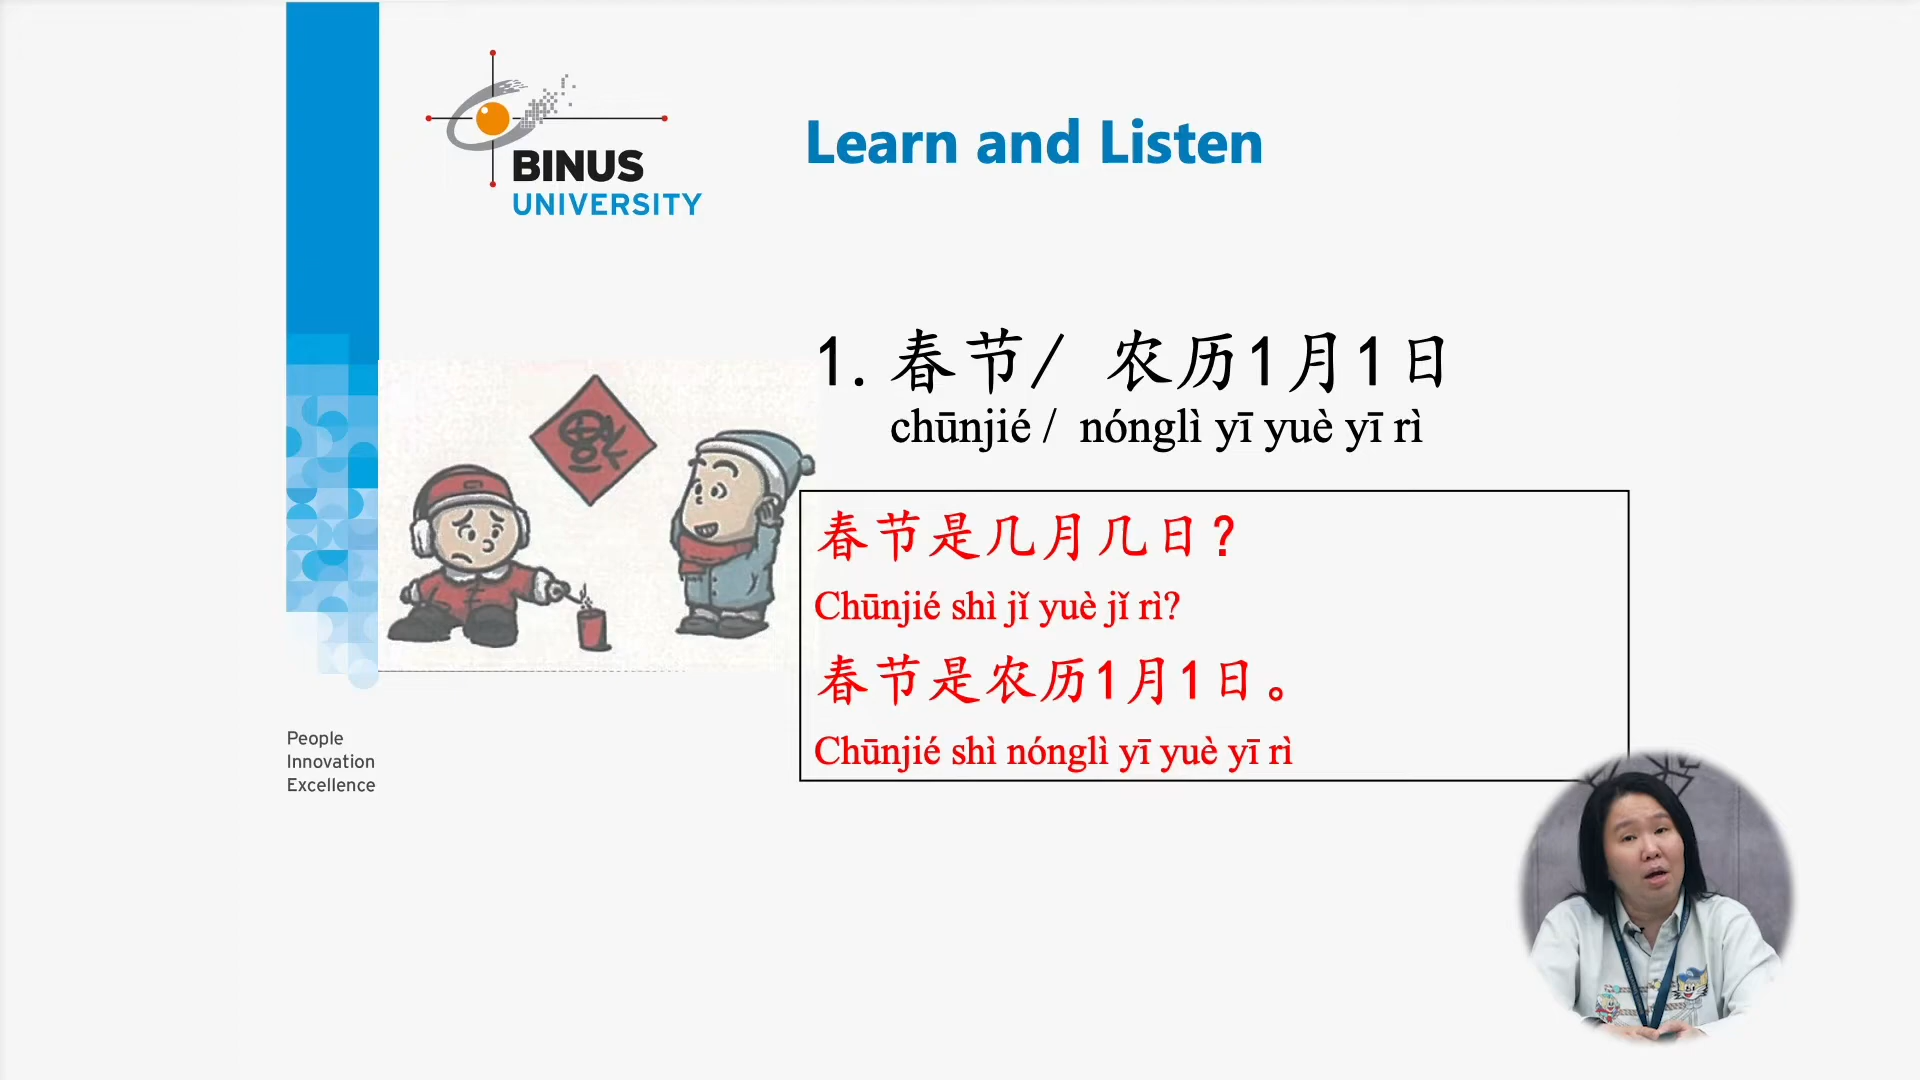 BINUS
UNIVERSITY
Learn and Listen
1. 春节/ 农历1月1日
chūnjié / nónglì yī yuè yī rì
福
春节是几月几日？
Chūnjié shì jǐ yuè jǐ rì?
春节是农历1月1日。
Chūnjié shì nónglì yī yuè yī rì
People
Innovation
Excellence